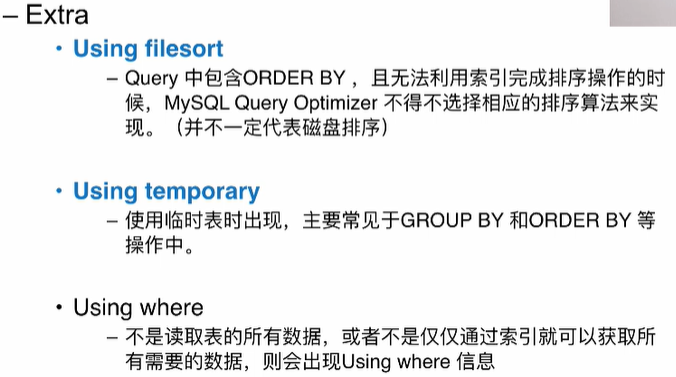 – Extra
• Using filesort
– Query 中包含ORDER BY ，且无法利用索引完成排序操作的时
候，MySQL Query Optimizer 不得不选择相应的排序算法来实
现。（并不一定代表磁盘排序）
• Using temporary
– 使用临时表时出现，主要常见于GROUP BY 和ORDER BY 等
操作中。
• Using where
– 不是读取表的所有数据，或者不是仅仅通过索引就可以获取所
有需要的数据，则会出现Using where 信息